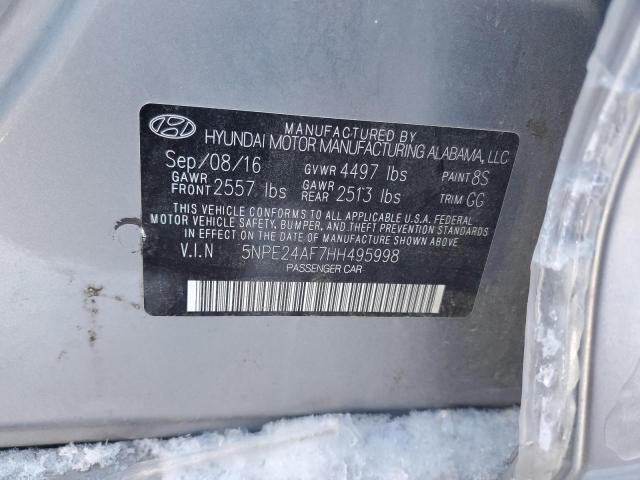 MANUFACTURED BY
HYUNDAI MOTOR MANUFACTURING ALABAMA, LLC
Sep/08/16 GVWR 4497 lbs PAINT 8S
GAWR FRONT 2557 lbs GAWR REAR 2513 lbs TRIM GG
THIS VEHICLE CONFORMS TO ALL APPLICABLE U.S.A. FEDERAL
MOTOR VEHICLE SAFETY, BUMPER, AND THEFT PREVENTION
STANDARDS IN EFFECT ON THE DATE OF MANUFACTURE SHOWN ABOVE.
V.I.N 5NPE24AF7HH495998
PASSENGER CAR